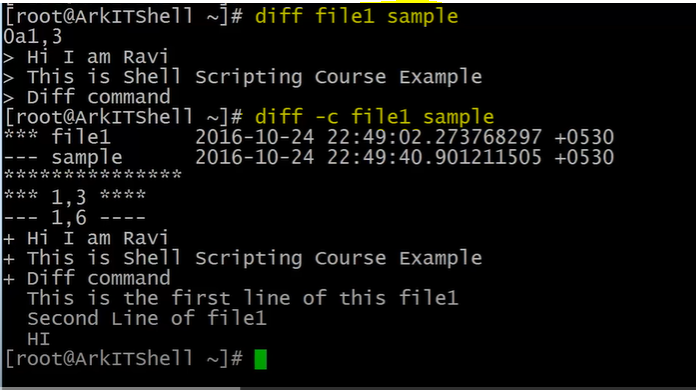 [root@ArkITShell ~]# diff file1 sample
0a1,3
> Hi I am Ravi
> This is Shell Scripting Course Example
> Diff command
[root@ArkITShell ~]# diff -c file1 sample
*** file1       2016-10-24 22:49:02.273768297 +0530
--- sample      2016-10-24 22:49:40.901211505 +0530
***************
*** 1,3 ****
--- 1,6 ----
+ Hi I am Ravi
+ This is Shell Scripting Course Example
+ Diff command
  This is the first line of this file1
  Second Line of file1
  HI
[root@ArkITShell ~]#